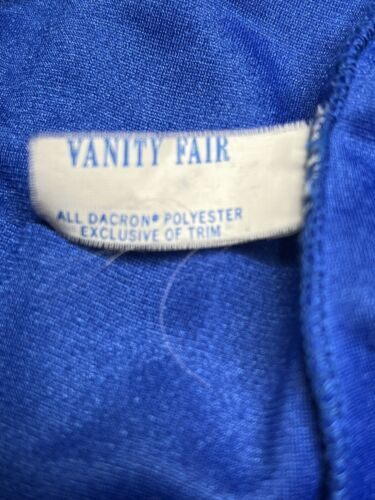 VANITY FAIR
ALL DACRON® POLYESTER
EXCLUSIVE OF TRIM